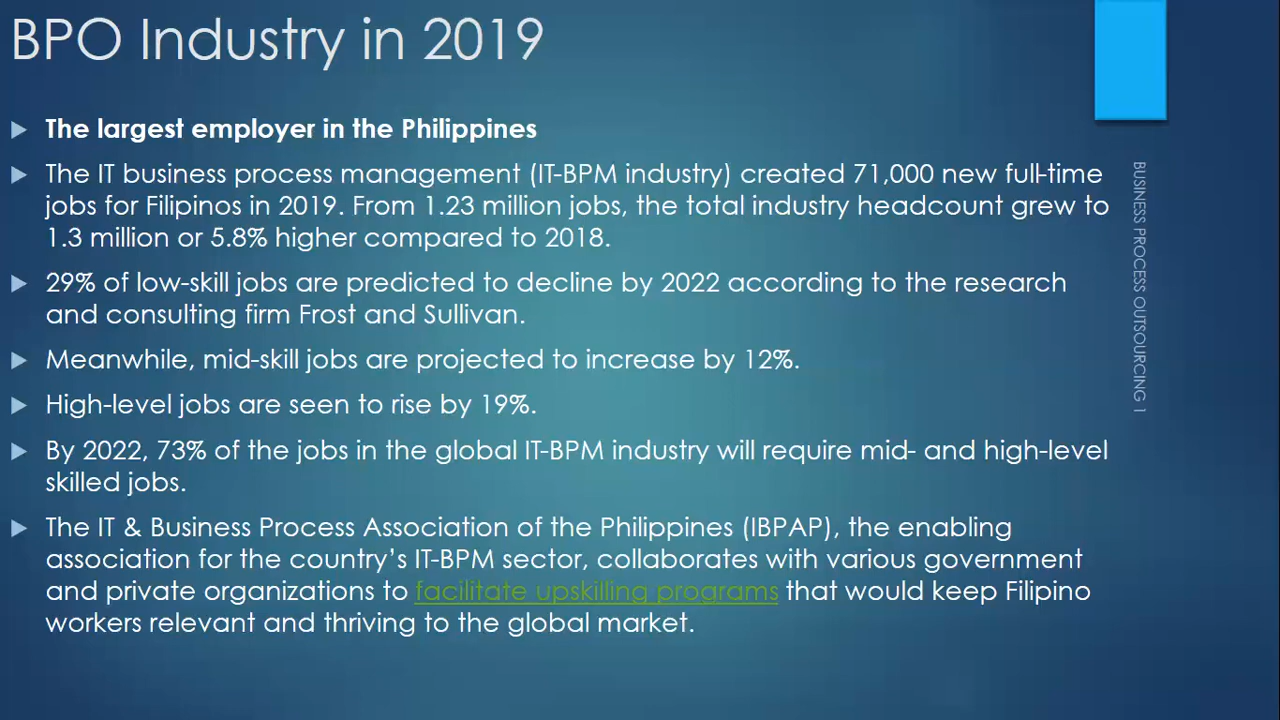 BPO Industry in 2019
The largest employer in the Philippines
The IT business process management (IT-BPM industry) created 71,000 new full-time
jobs for Filipinos in 2019. From 1.23 million jobs, the total industry headcount grew to
1.3 million or 5.8% higher compared to 2018.
29% of low-skill jobs are predicted to decline by 2022 according to the research
and consulting firm Frost and Sullivan.
Meanwhile, mid-skill jobs are projected to increase by 12%.
High-level jobs are seen to rise by 19%.
By 2022, 73% of the jobs in the global IT-BPM industry will require mid- and high-level
skilled jobs.
The IT & Business Process Association of the Philippines (IBPAP), the enabling
association for the country’s IT-BPM sector, collaborates with various government
and private organizations to facilitate upskilling programs that would keep Filipino
workers relevant and thriving to the global market.
BUSINESS PROCESS OUTSOURCING 1